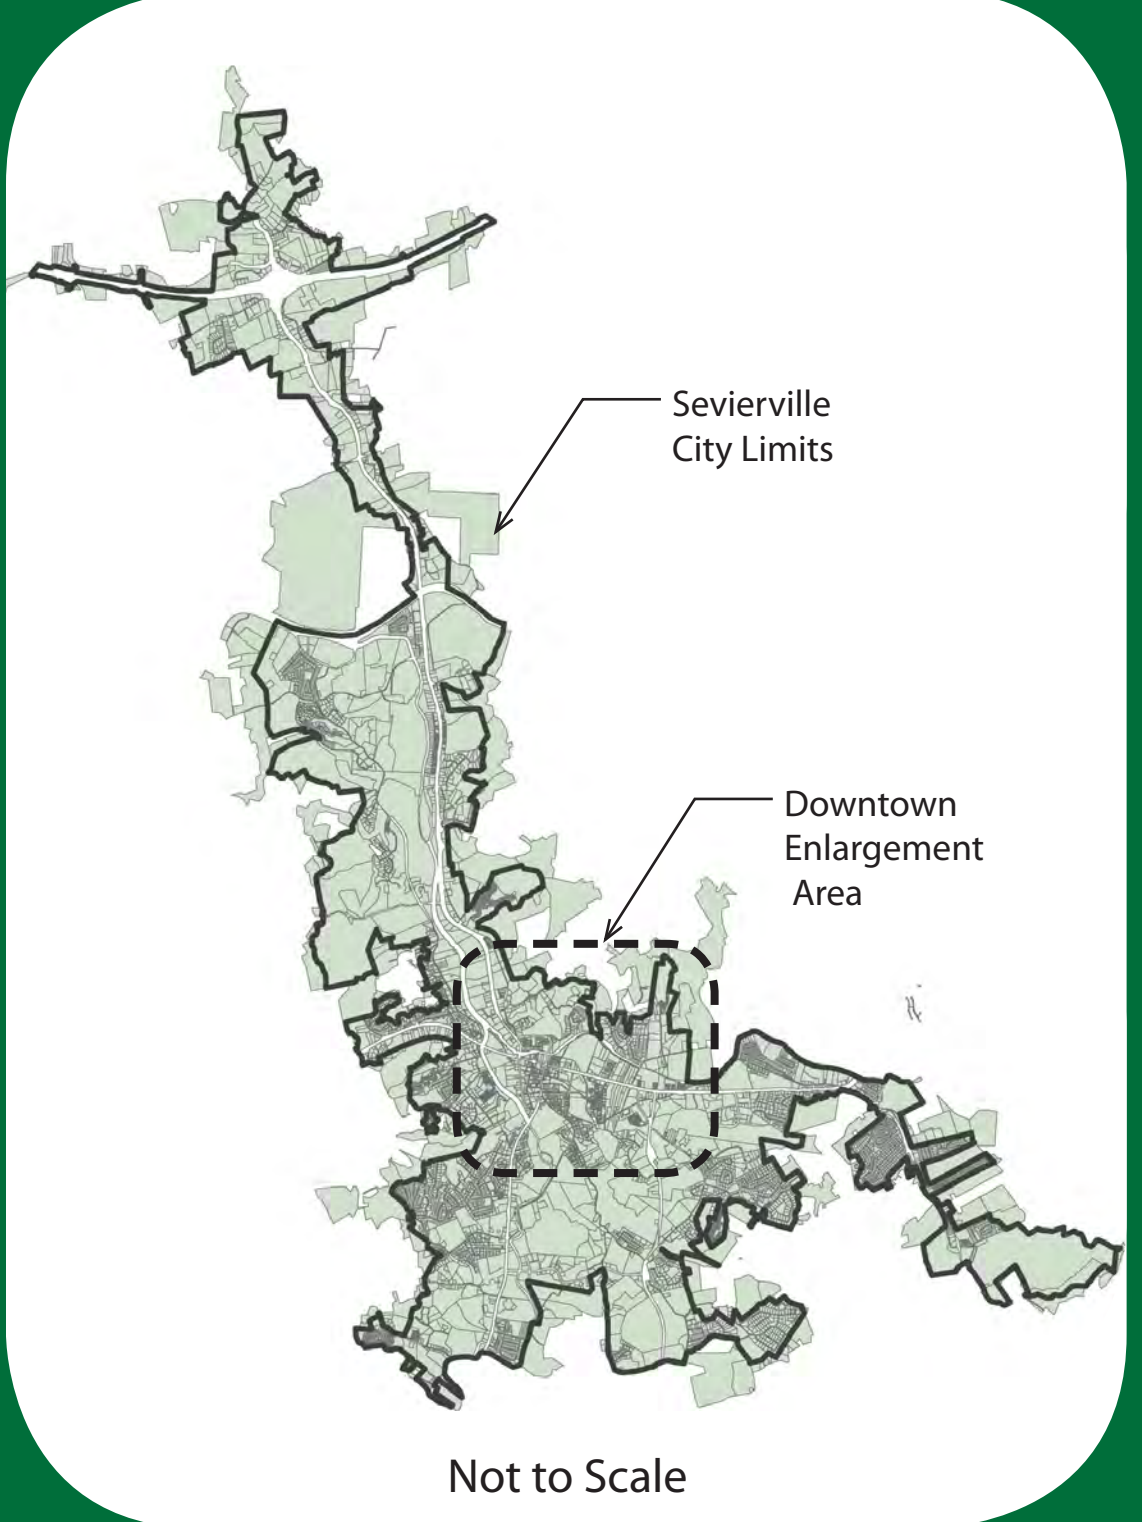 Sevierville
City Limits
Downtown
Enlargement
Area
Not to Scale